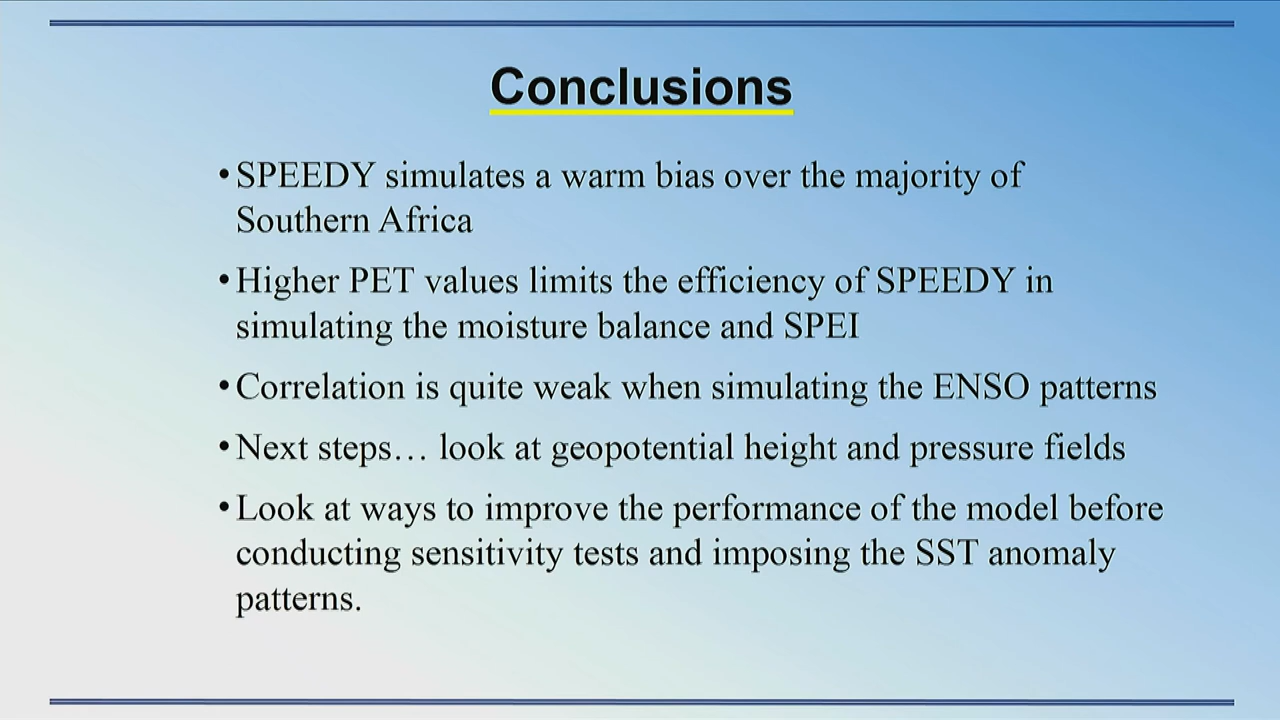 Conclusions
•SPEEDY simulates a warm bias over the majority of
Southern Africa
•Higher PET values limits the efficiency of SPEEDY in
simulating the moisture balance and SPEI
•Correlation is quite weak when simulating the ENSO patterns
•Next steps… look at geopotential height and pressure fields
•Look at ways to improve the performance of the model before
conducting sensitivity tests and imposing the SST anomaly
patterns.